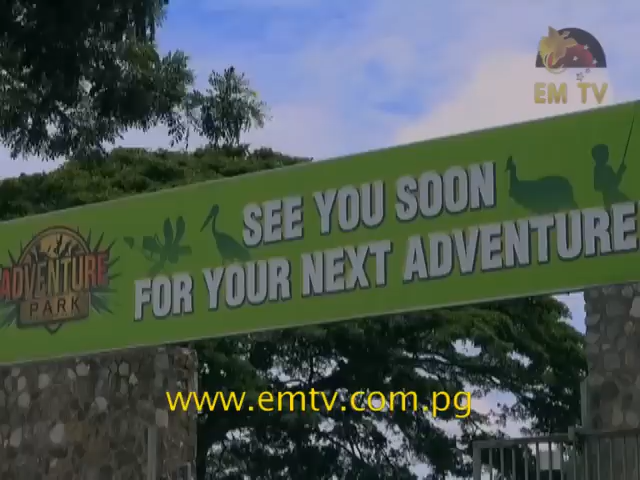 EM TV
SEE YOU SOON
FOR YOUR NEXT ADVENTURE!
ADVENTURE
PARK
www.emtv.com.pg